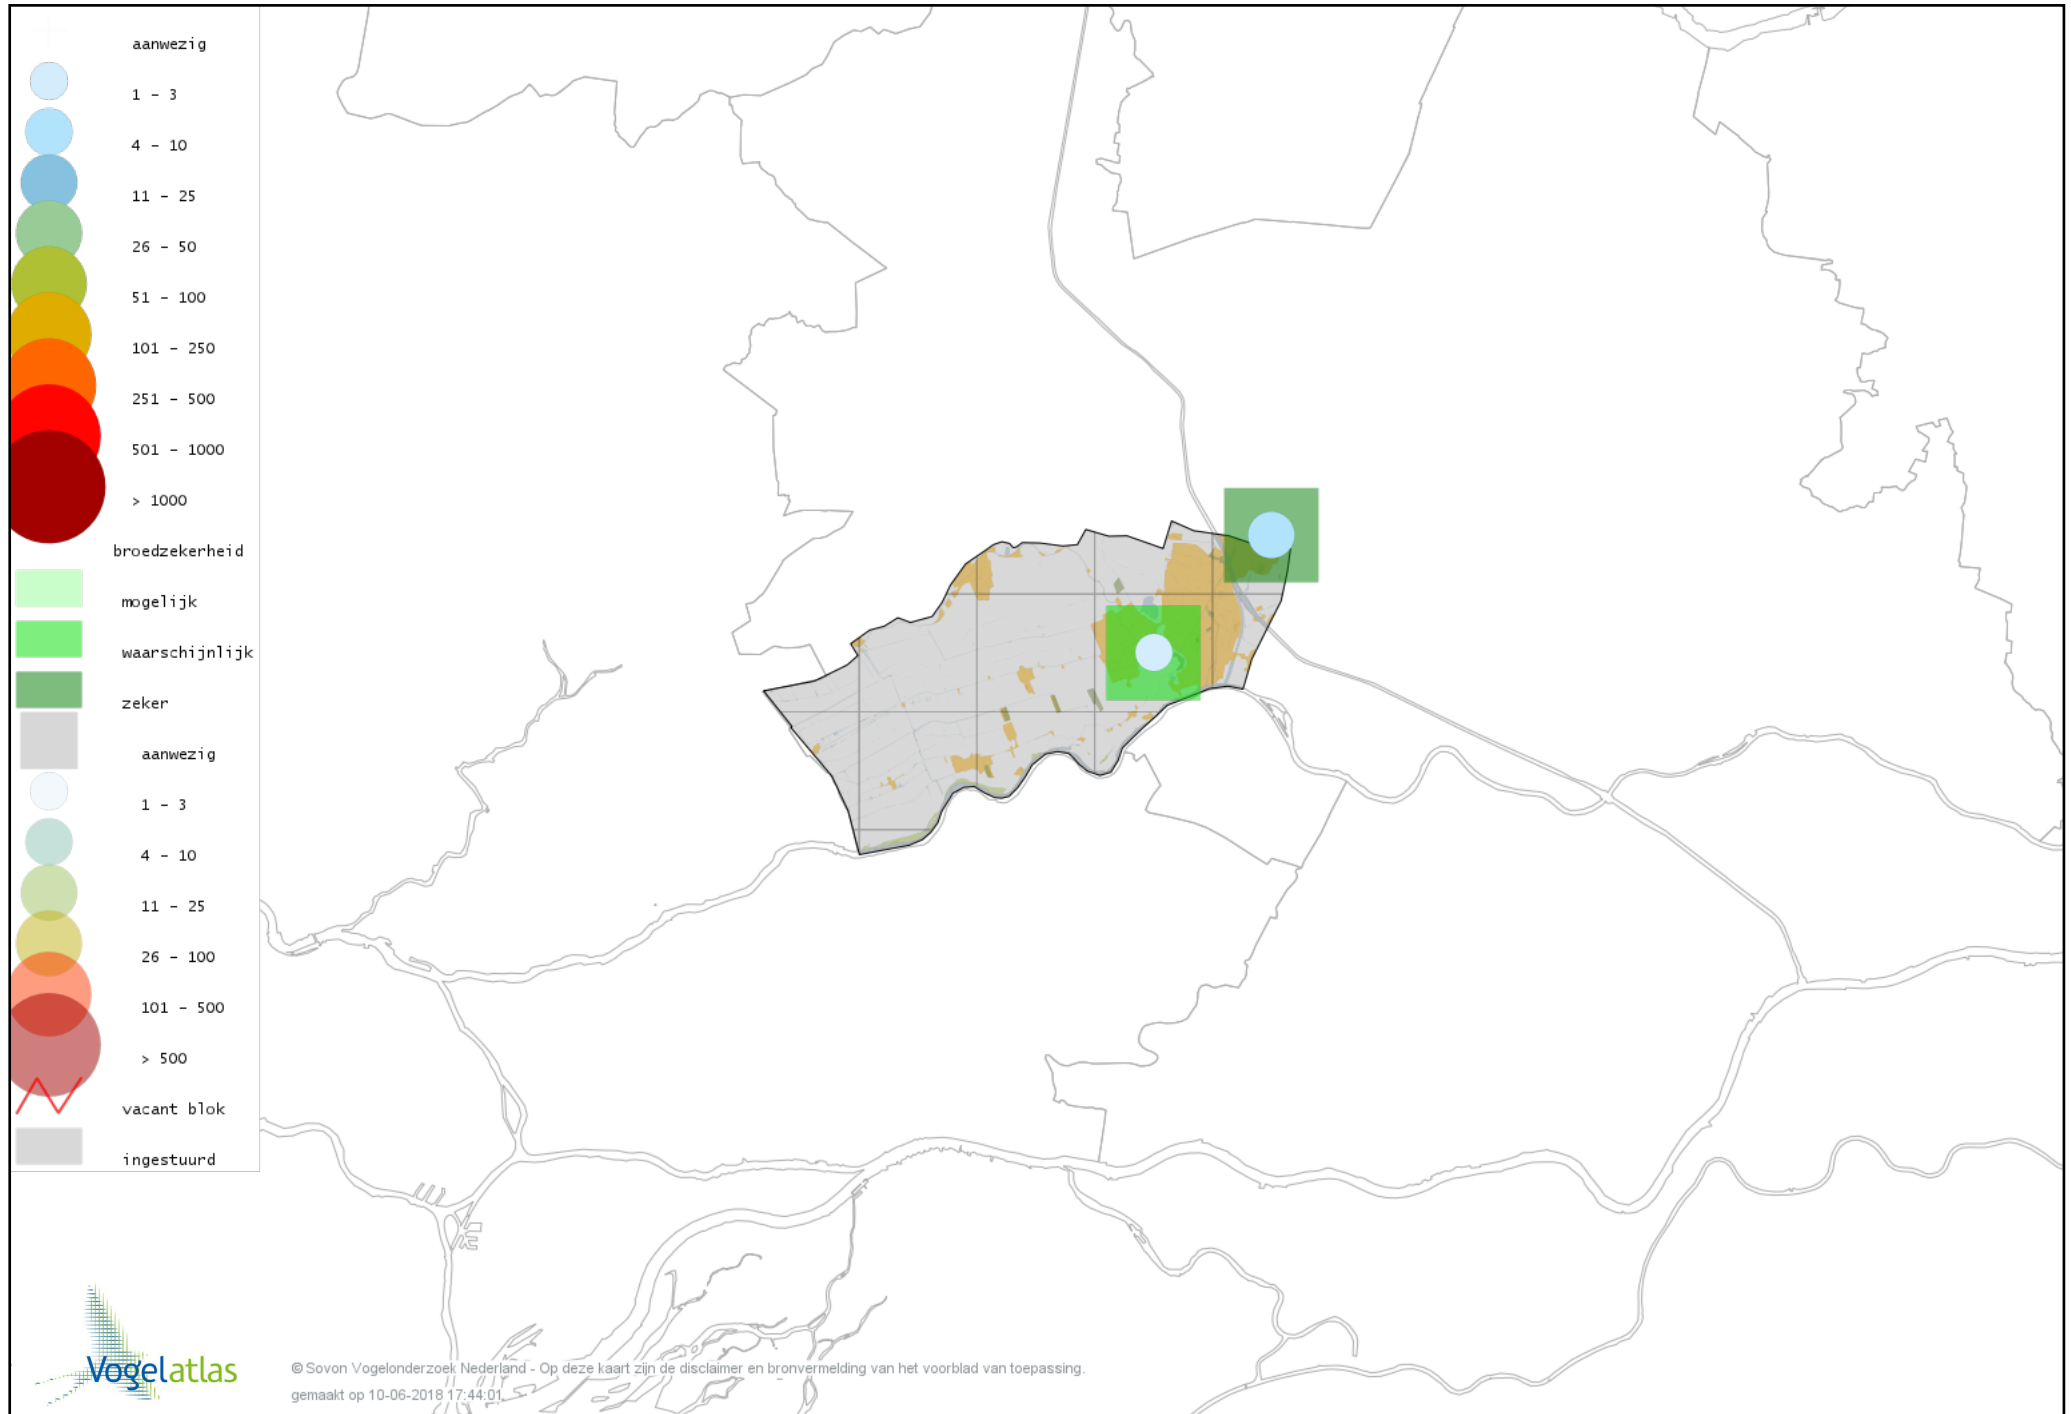 aanwezig
1 - 3
4 - 10
11 - 25
26 - 50
51 - 100
101 - 250
251 - 500
501 - 1000
> 1000
broedzekerheid
mogelijk
waarschijnlijk
zeker
aanwezig
1 - 3
4 - 10
11 - 25
26 - 100
101 - 500
> 500
vacant blok
ingestuurd
Vogelatlas
© Sovon Vogelonderzoek Nederland - Op deze kaart zijn de disclaimer en bronvermelding van het voorblad van toepassing.
gemaakt op 10-06-2018 17:44:01